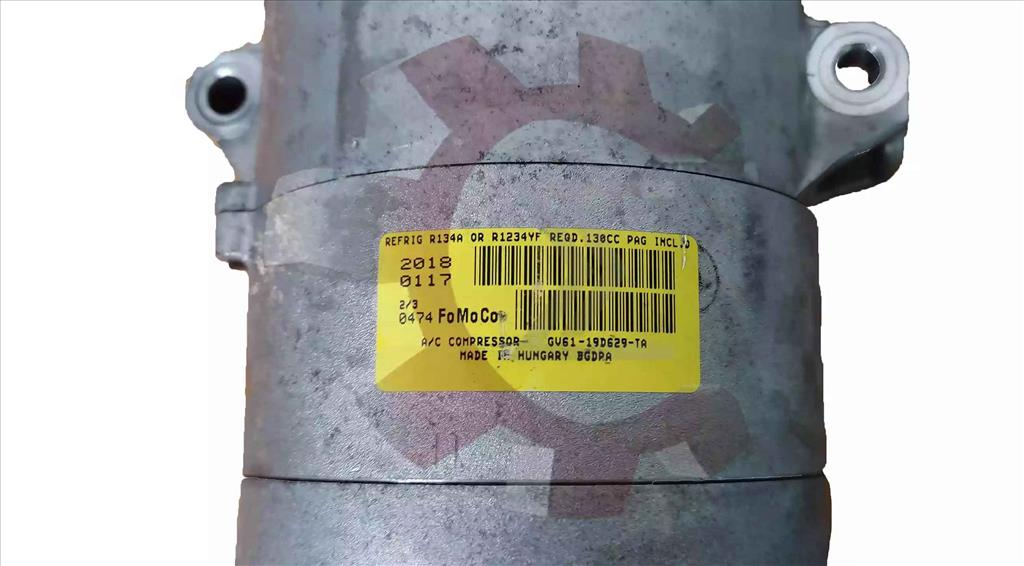 REFRIG R134A OR R1234YF REQD.130CC PAG INCL.D
2018
0117
2/3
0474 FoMoCo
A/C COMPRESSOR GV61-19D629-TA
MADE IN HUNGARY BGDPA